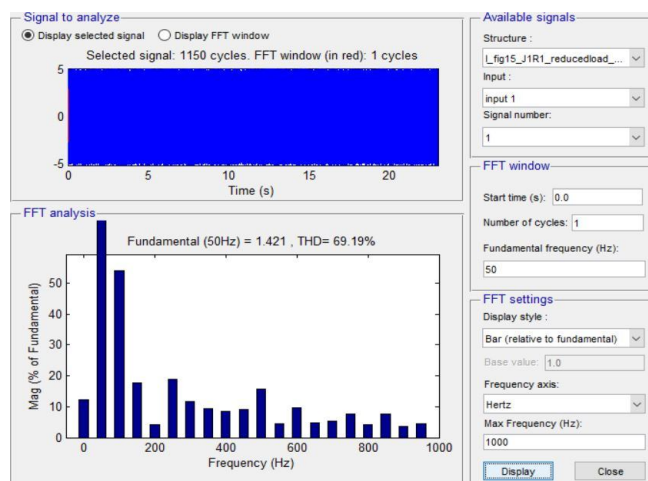 Signal to analyze
Display selected signal Display FFT window
Selected signal: 1150 cycles. FFT window (in red): 1 cycles
5
0
-5
0 5 10 15 20
Time (s)
FFT analysis
Fundamental (50Hz) = 1.421 , THD= 69.19%
50
40
30
20
10
0
Mag (% of Fundamental)
0 200 400 600 800 1000
Frequency (Hz)
Available signals
Structure :
I_fig15_J1R1_reducedload_...
Input :
input 1
Signal number:
1
FFT window
Start time (s): 0.0
Number of cycles: 1
Fundamental frequency (Hz):
50
FFT settings
Display style :
Bar (relative to fundamental)
Base value: 1.0
Frequency axis:
Hertz
Max Frequency (Hz):
1000
Display Close